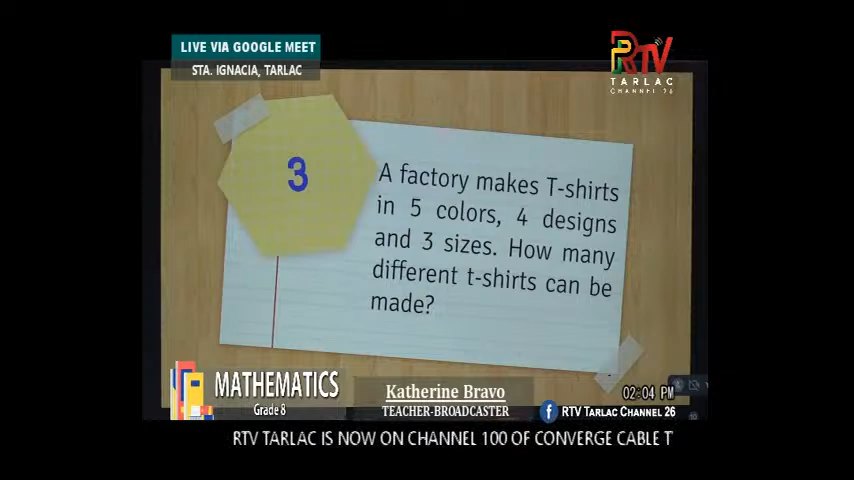 LIVE VIA GOOGLE MEET
STA. IGNACIA, TARLAC
RTV
TARLAC
CHANNEL 26
3
A factory makes T-shirts
in 5 colors, 4 designs
and 3 sizes. How many
different t-shirts can be
made?
MATHEMATICS
Grade 8
Katherine Bravo
TEACHER-BROADCASTER
02:04 PM
f RTV TARLAC CHANNEL 26
RTV TARLAC IS NOW ON CHANNEL 100 OF CONVERGE CABLE T